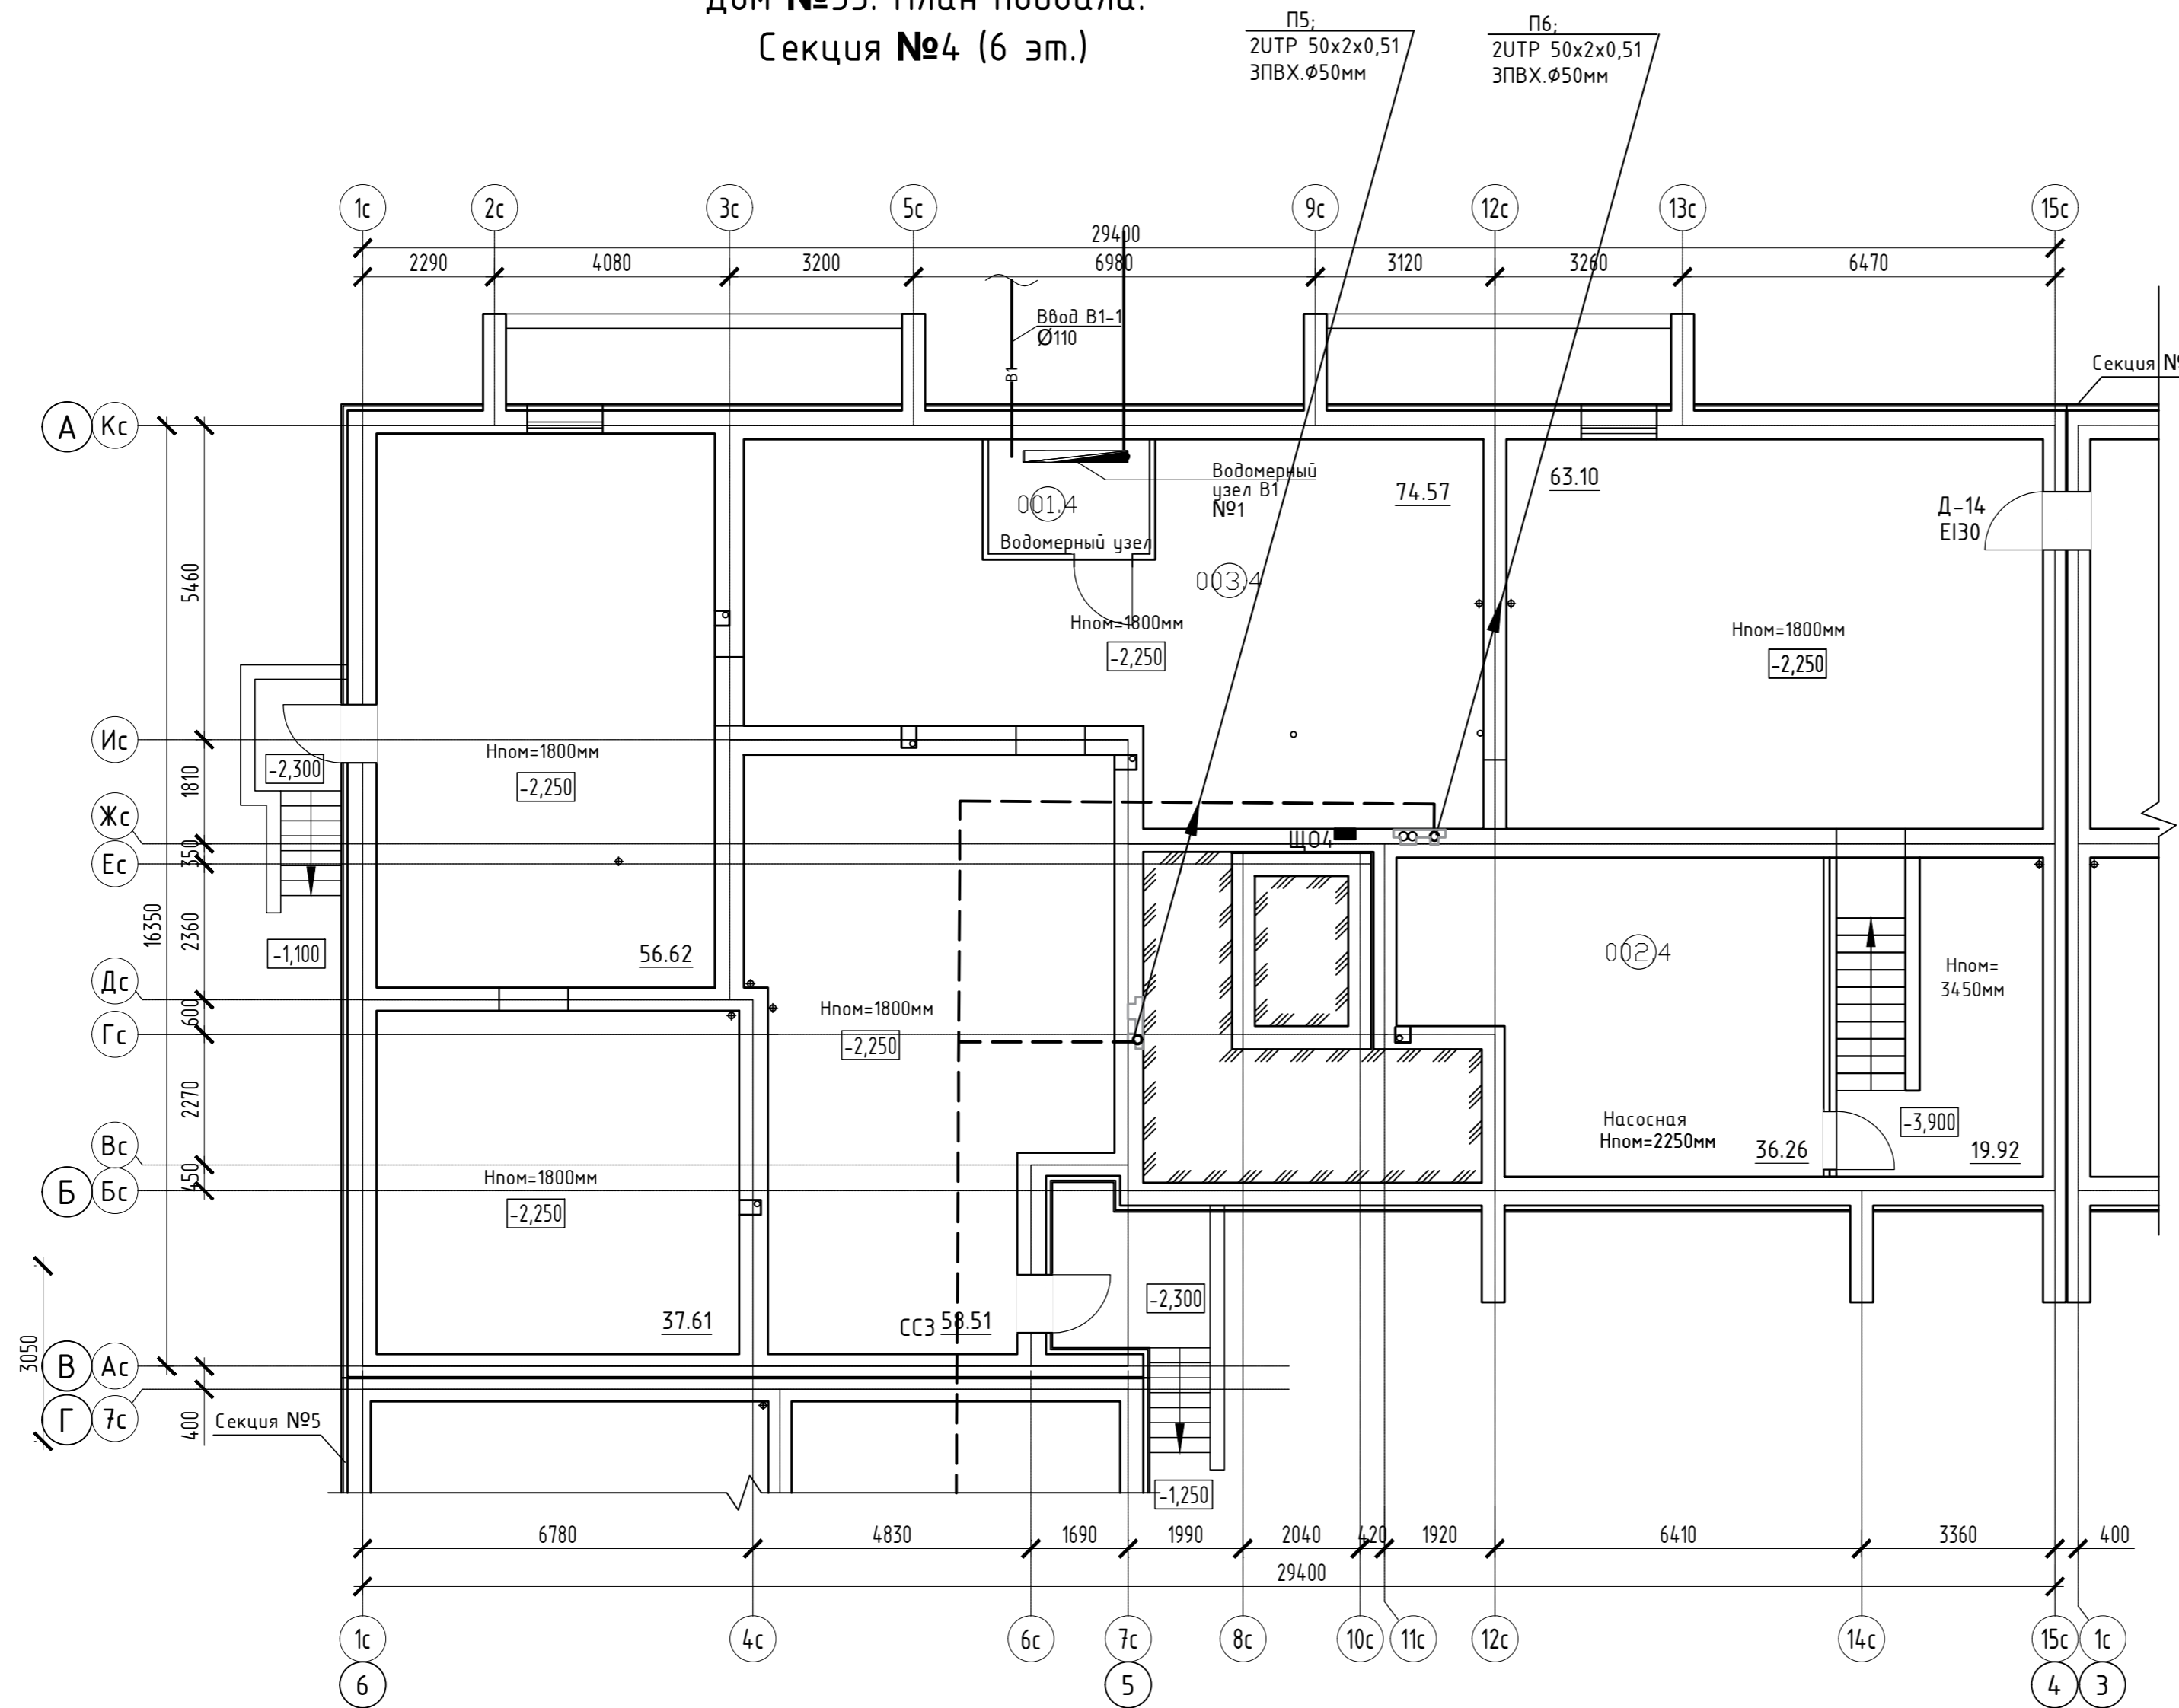 Дом №33. План подвала.
Секция №4 (6 эт.)
П5;
2UTP 50x2x0,51
3ПВХ.Ø50мм
П6;
2UTP 50x2x0,51
3ПВХ.Ø50мм
1с 2с 3с 5с 9с 12с 13с 15с
29400
2290 4080 3200 6980 3120 3260 6470
Ввод В1-1
Ø110
В1
Секция №
А Кс
Водомерный
узел В1
№1
74.57
63.10
Д-14
EI30
001.4
Водомерный узел
003.4
5460
Нпом=1800мм
-2,250
Нпом=1800мм
-2,250
Ис
Нпом=1800мм
-2,250
-2,300
1810
Жс
350
ЩО4
Ес
16350
2360
-1,100
56.62
002.4
Нпом=
3450мм
Дс
600
Нпом=1800мм
-2,250
Гс
2270
Насосная
Нпом=2250мм
36.26
-3,900
19.92
Вс
450
Б Бс
Нпом=1800мм
-2,250
-2,300
37.61
СС3 58.51
3050
В Ас
Г 7с
400
Секция №5
-1,250
6780 4830 1690 1990 2040 420 1920 6410 3360 400
29400
1с 4с 6с 7с 8с 10с 11с 12с 14с 15с 1с
6 5 4 3